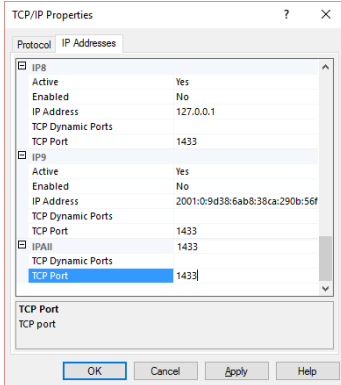 TCP/IP Properties ? ×
Protocol IP Addresses
IP8
Active Yes
Enabled No
IP Address 127.0.0.1
TCP Dynamic Ports
TCP Port 1433
IP9
Active Yes
Enabled No
IP Address 2001:0:9d38:6ab8:38ca:290b:56f
TCP Dynamic Ports
TCP Port 1433
IPAll 1433
TCP Dynamic Ports
TCP Port 1433
TCP Port
TCP port
OK Cancel Apply Help